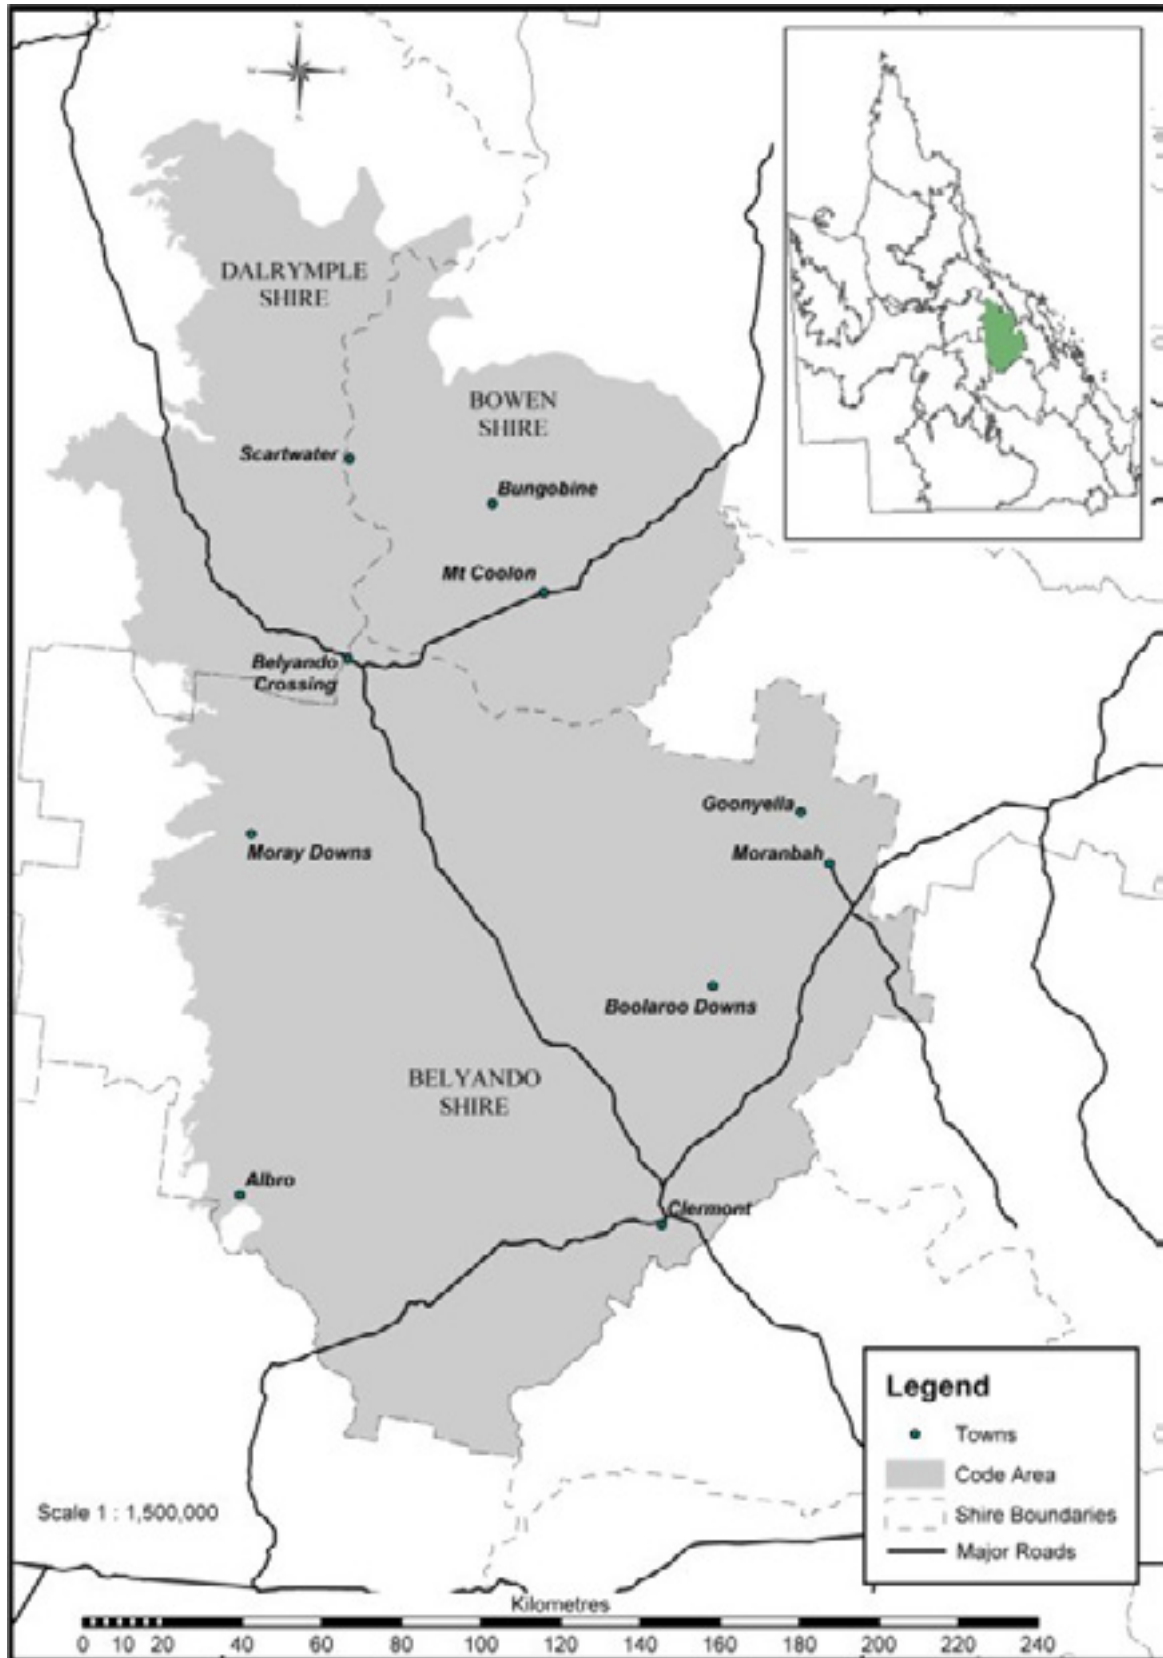 DALRYMPLE
SHIRE
BOWEN
SHIRE
Scartwater
Bungobine
Mt Coolon
Belyando
Crossing
Goonyella
Moranbah
Moray Downs
Boolaroo Downs
BELYANDO
SHIRE
Albro
Clermont
Legend
Towns
Code Area
Shire Boundaries
Major Roads
Scale 1 : 1,500,000
Kilometres
0 10 20 40 60 80 100 120 140 160 180 200 220 240